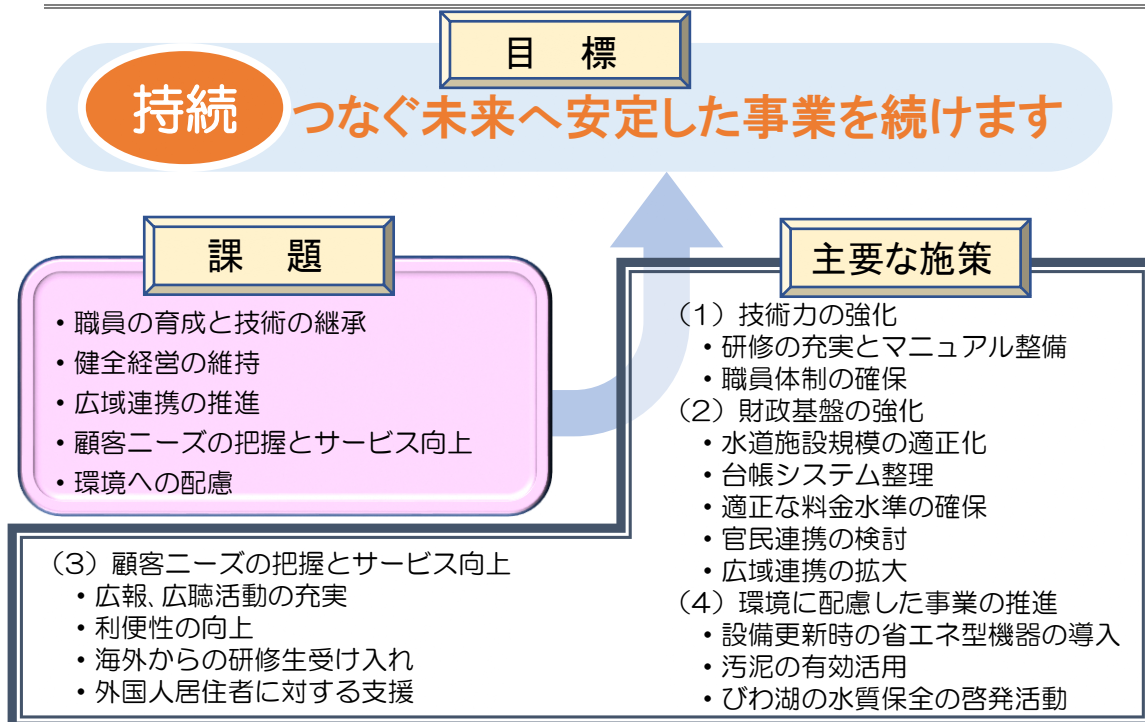 目 標
持続 つなぐ未来へ安定した事業を続けます
課 題
・職員の育成と技術の継承
・健全経営の維持
・広域連携の推進
・顧客ニーズの把握とサービス向上
・環境への配慮
主要な施策
（1）技術力の強化
・研修の充実とマニュアル整備
・職員体制の確保
（2）財政基盤の強化
・水道施設規模の適正化
・台帳システム整理
・適正な料金水準の確保
・官民連携の検討
・広域連携の拡大
（3）顧客ニーズの把握とサービス向上
・広報、広聴活動の充実
・利便性の向上
・海外からの研修生受け入れ
・外国人居住者に対する支援
（4）環境に配慮した事業の推進
・設備更新時の省エネ型機器の導入
・汚泥の有効活用
・びわ湖の水質保全の啓発活動